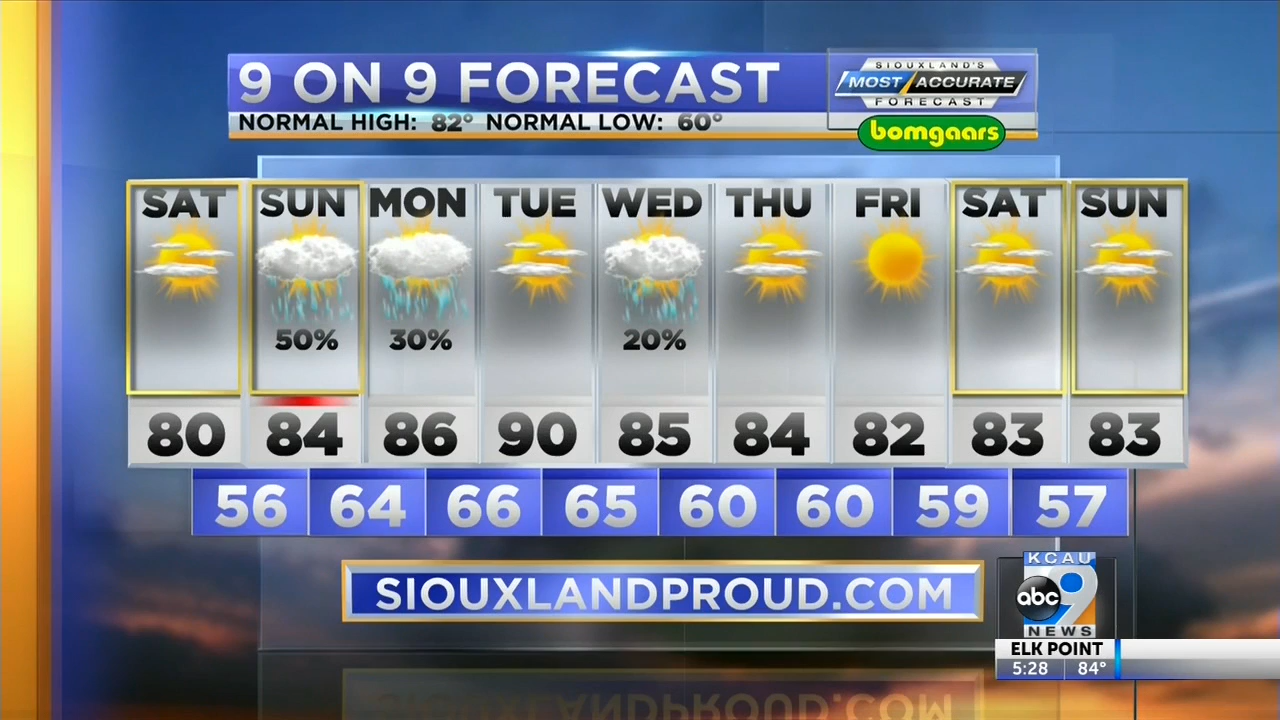 9 ON 9 FORECAST
NORMAL HIGH: 82° NORMAL LOW: 60°
SIOUXLAND'S
MOST ACCURATE
FORECAST
bomgaars
SAT SUN MON TUE WED THU FRI SAT SUN
50% 30% 20%
80 84 86 90 85 84 82 83 83
56 64 66 65 60 60 59 57
SIOUXLANDPROUD.COM
KCAU
abc 9
NEWS
ELK POINT
5:28 84°
SIOUXLANDPROUD.COM